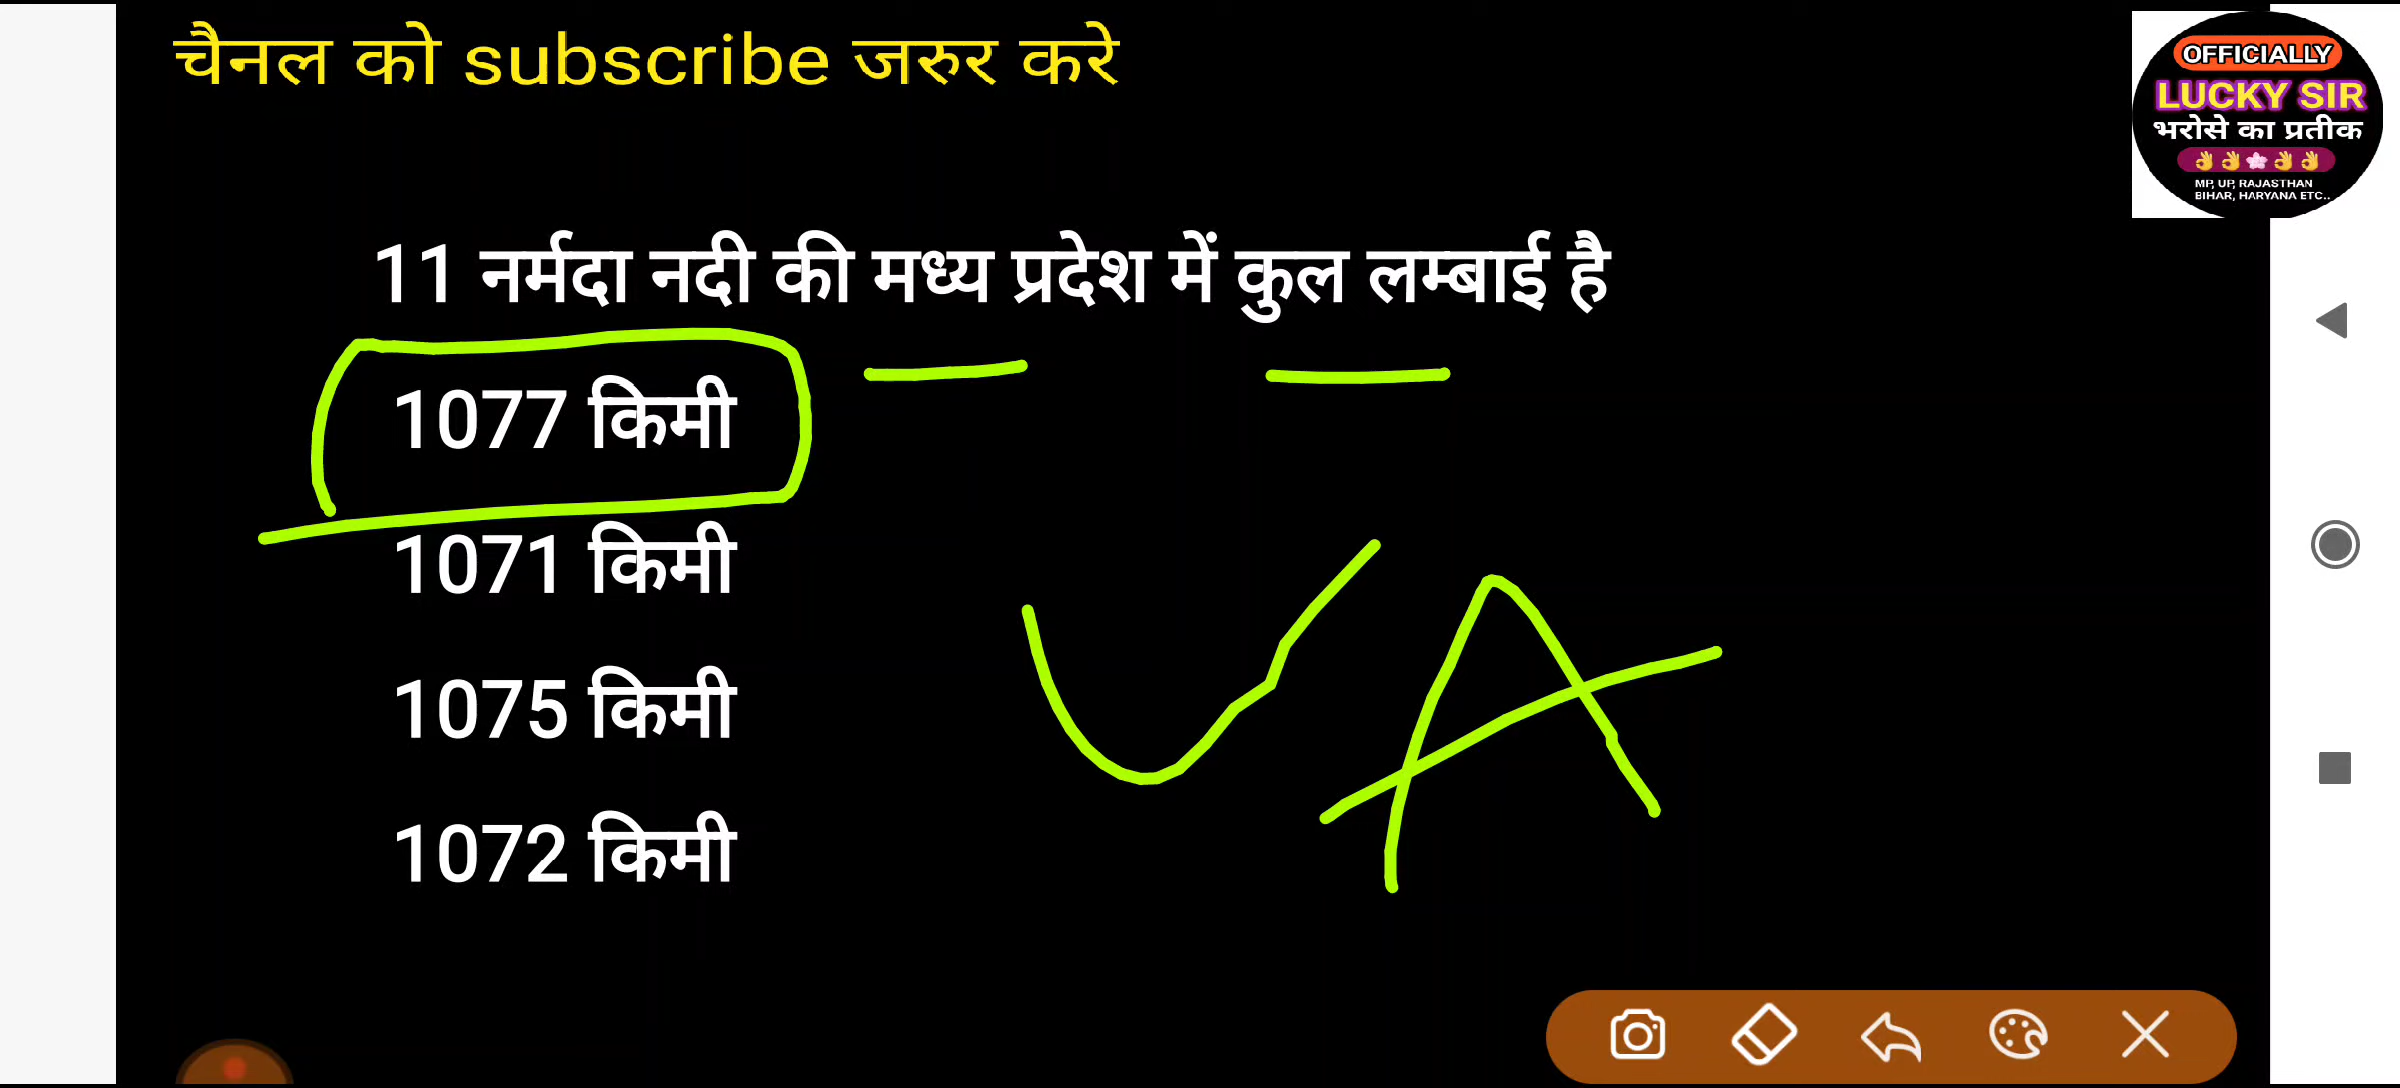 चैनल को subscribe जरुर करे
OFFICIALLY
LUCKY SIR
भरोसे का प्रतीक
👌👌🌸👌👌
MP, UP, RAJASTHAN
BIHAR, HARYANA ETC..
11 नर्मदा नदी की मध्य प्रदेश में कुल लम्बाई है
1077 किमी
1071 किमी
1075 किमी
1072 किमी
A